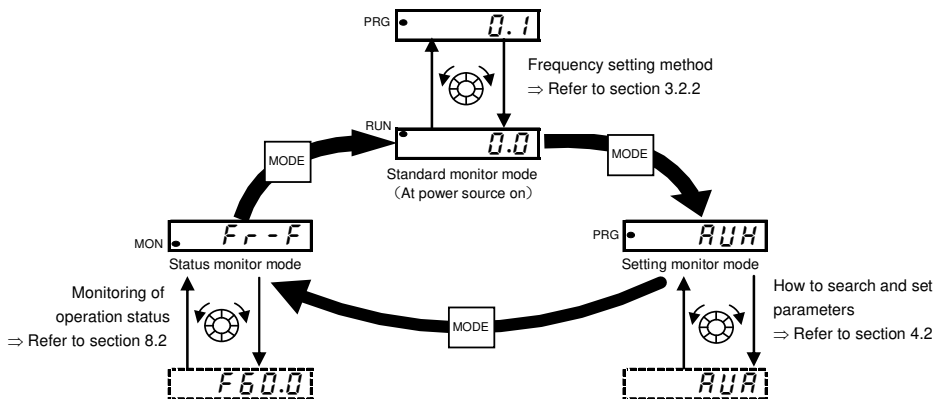 PRG
0.1
Frequency setting method
⇒ Refer to section 3.2.2
RUN
0.0
MODE
MODE
Standard monitor mode
(At power source on)
MON
Fr-F
PRG
AUH
Status monitor mode
Setting monitor mode
Monitoring of
operation status
⇒ Refer to section 8.2
How to search and set
parameters
⇒ Refer to section 4.2
MODE
F60.0
AUA